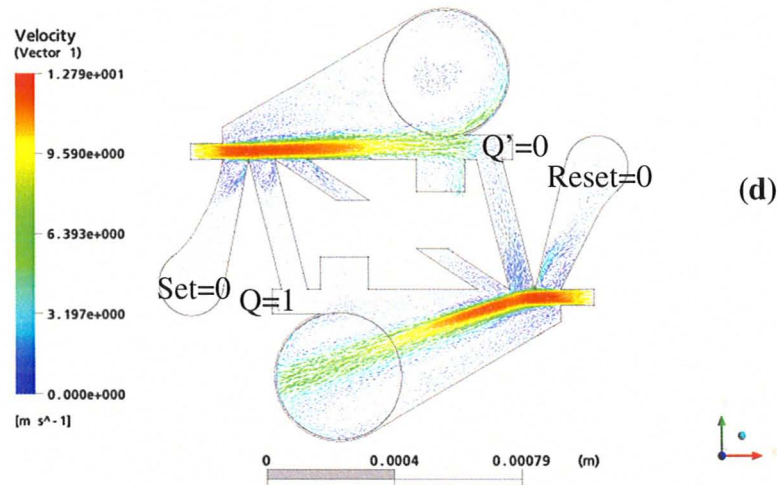 Velocity
(Vector 1)
1.279e+001
9.590e+000
6.393e+000
3.197e+000
0.000e+000
[m s^-1]
Q’=0
Reset=0
(d)
Set=0
Q=1
0 0.0004 0.00079 (m)